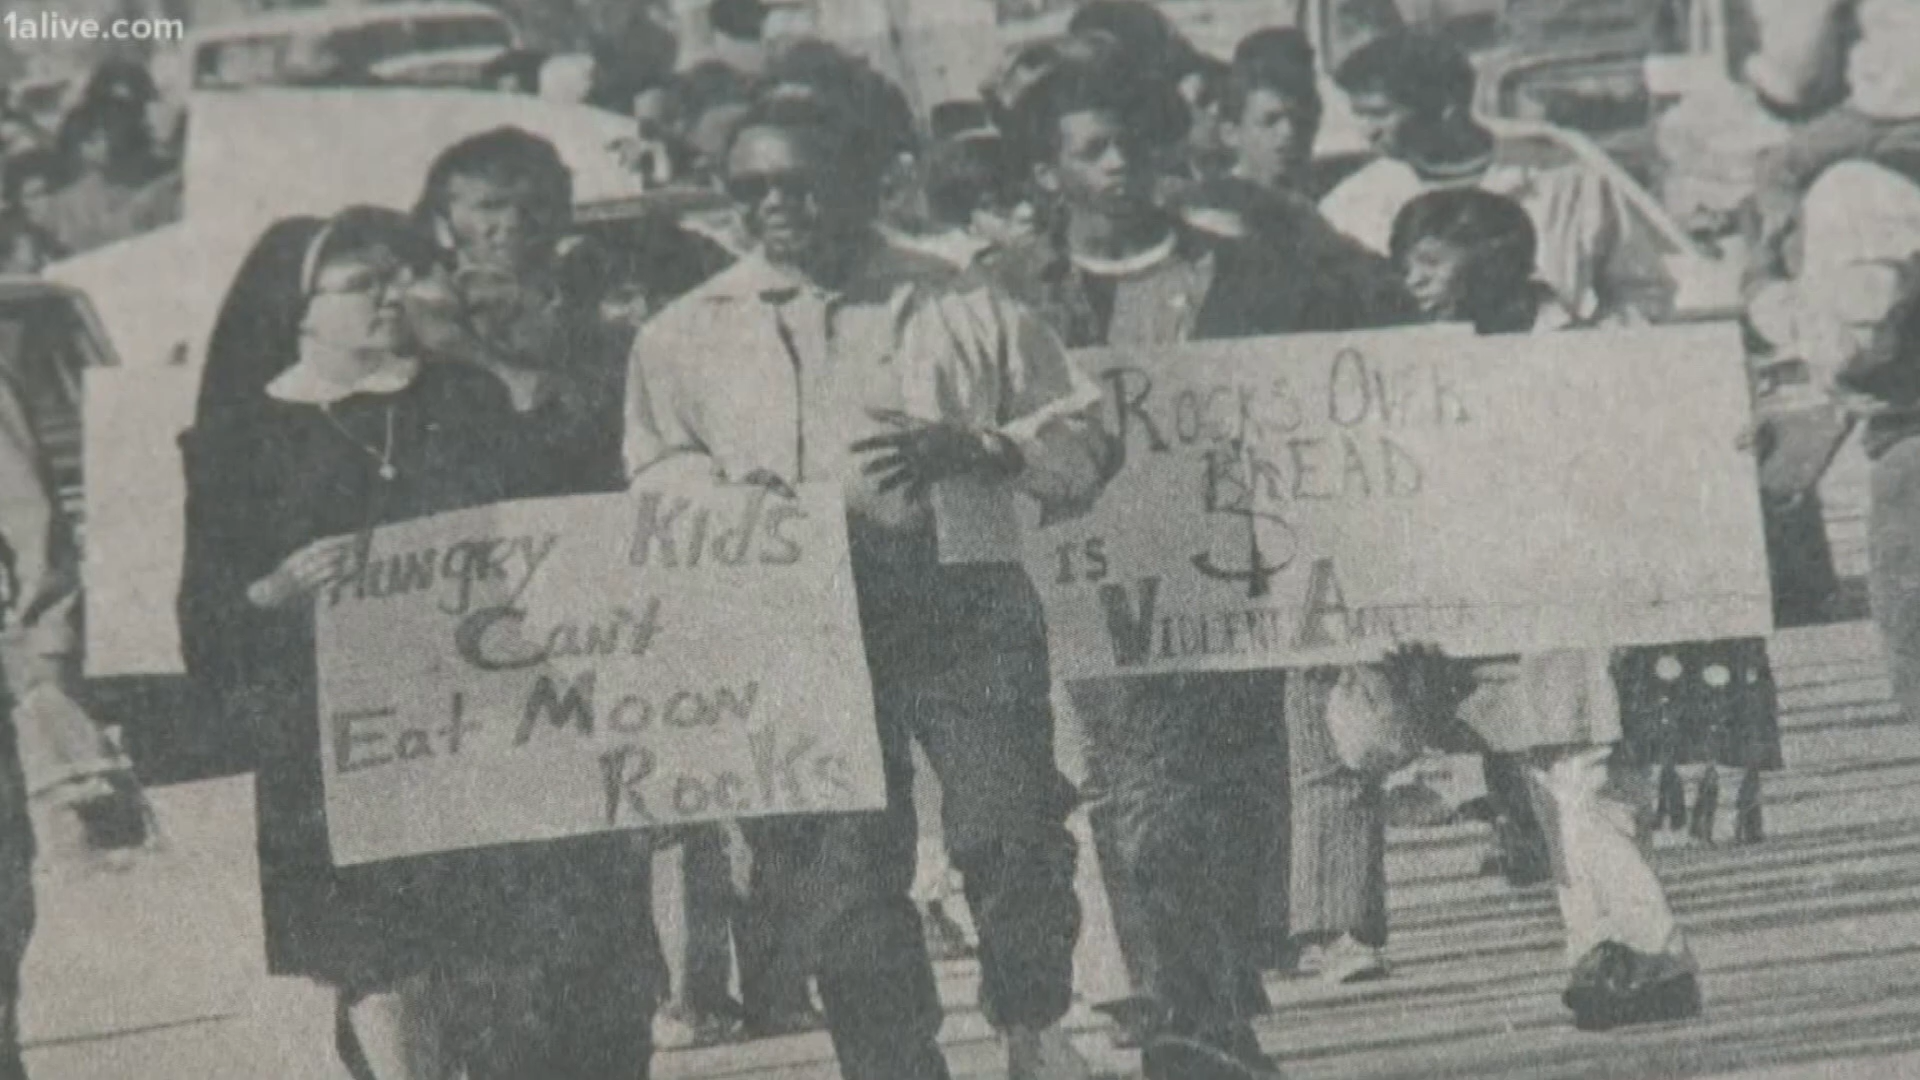 1alive.com
Hungry Kids
Can't
Eat Moon
Rocks
Rocks Over
BREAD
$
IS
Violent America